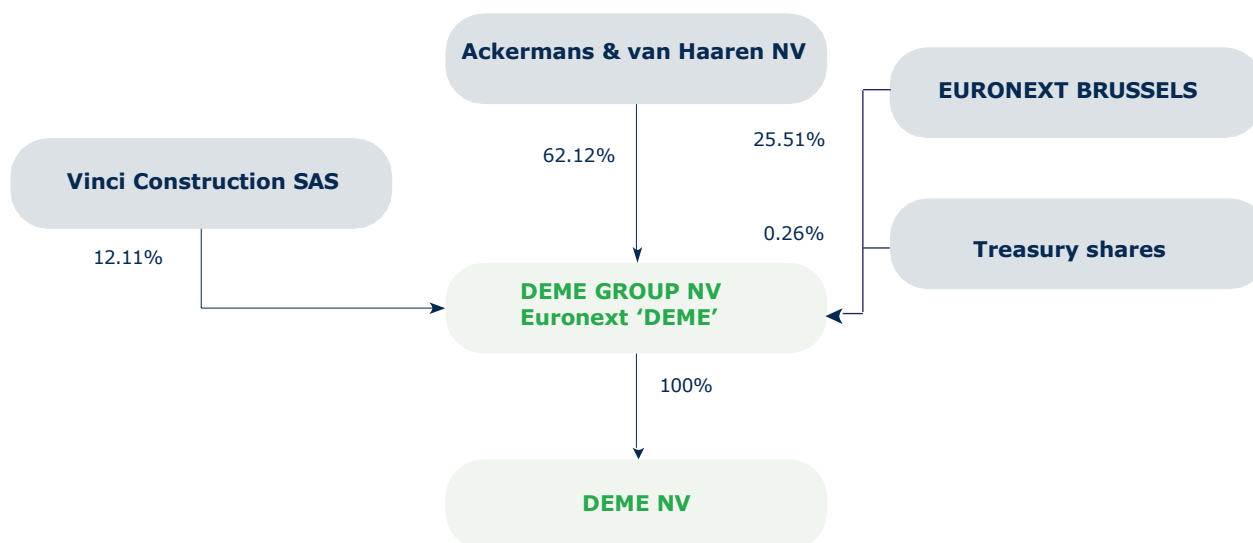 Ackermans & van Haaren NV
EURONEXT BRUSSELS
25.51%
62.12%
Vinci Construction SAS
0.26%
Treasury shares
12.11%
DEME GROUP NV
Euronext ‘DEME’
100%
DEME NV